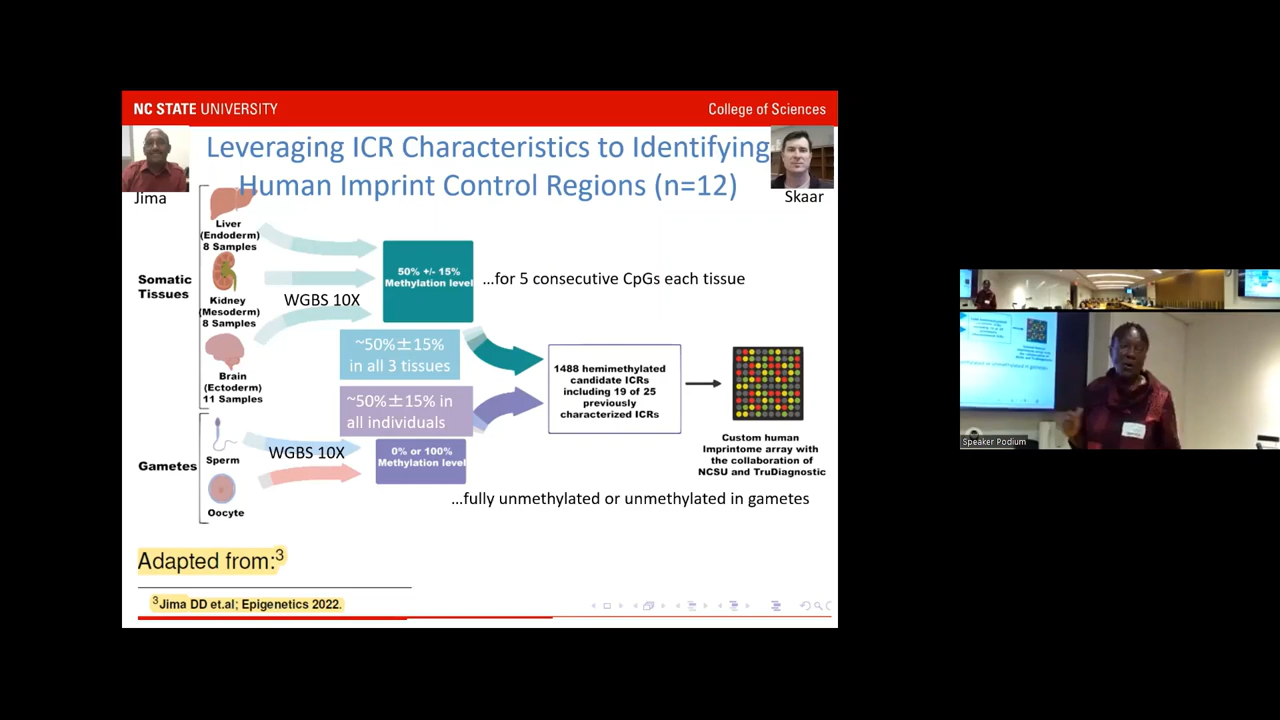 NC STATE UNIVERSITY
College of Sciences
Leveraging ICR Characteristics to Identifying
Human Imprint Control Regions (n=12)
Jima
Skaar
Somatic
Tissues
Liver
(Endoderm)
8 Samples
Kidney
(Mesoderm)
8 Samples
Brain
(Ectoderm)
11 Samples
WGBS 10X
50% +/- 15%
Methylation level
...for 5 consecutive CpGs each tissue
~50%±15%
in all 3 tissues
~50%±15% in
all individuals
1488 hemimethylated
candidate ICRs
including 19 of 25
previously
characterized ICRs
Custom human
Imprintome array with
the collaboration of
NCSU and TruDiagnostic
Gametes
Sperm
Oocyte
WGBS 10X
0% or 100%
Methylation level
...fully unmethylated or unmethylated in gametes
Adapted from:3
3Jima DD et.al; Epigenetics 2022.
Speaker Podium